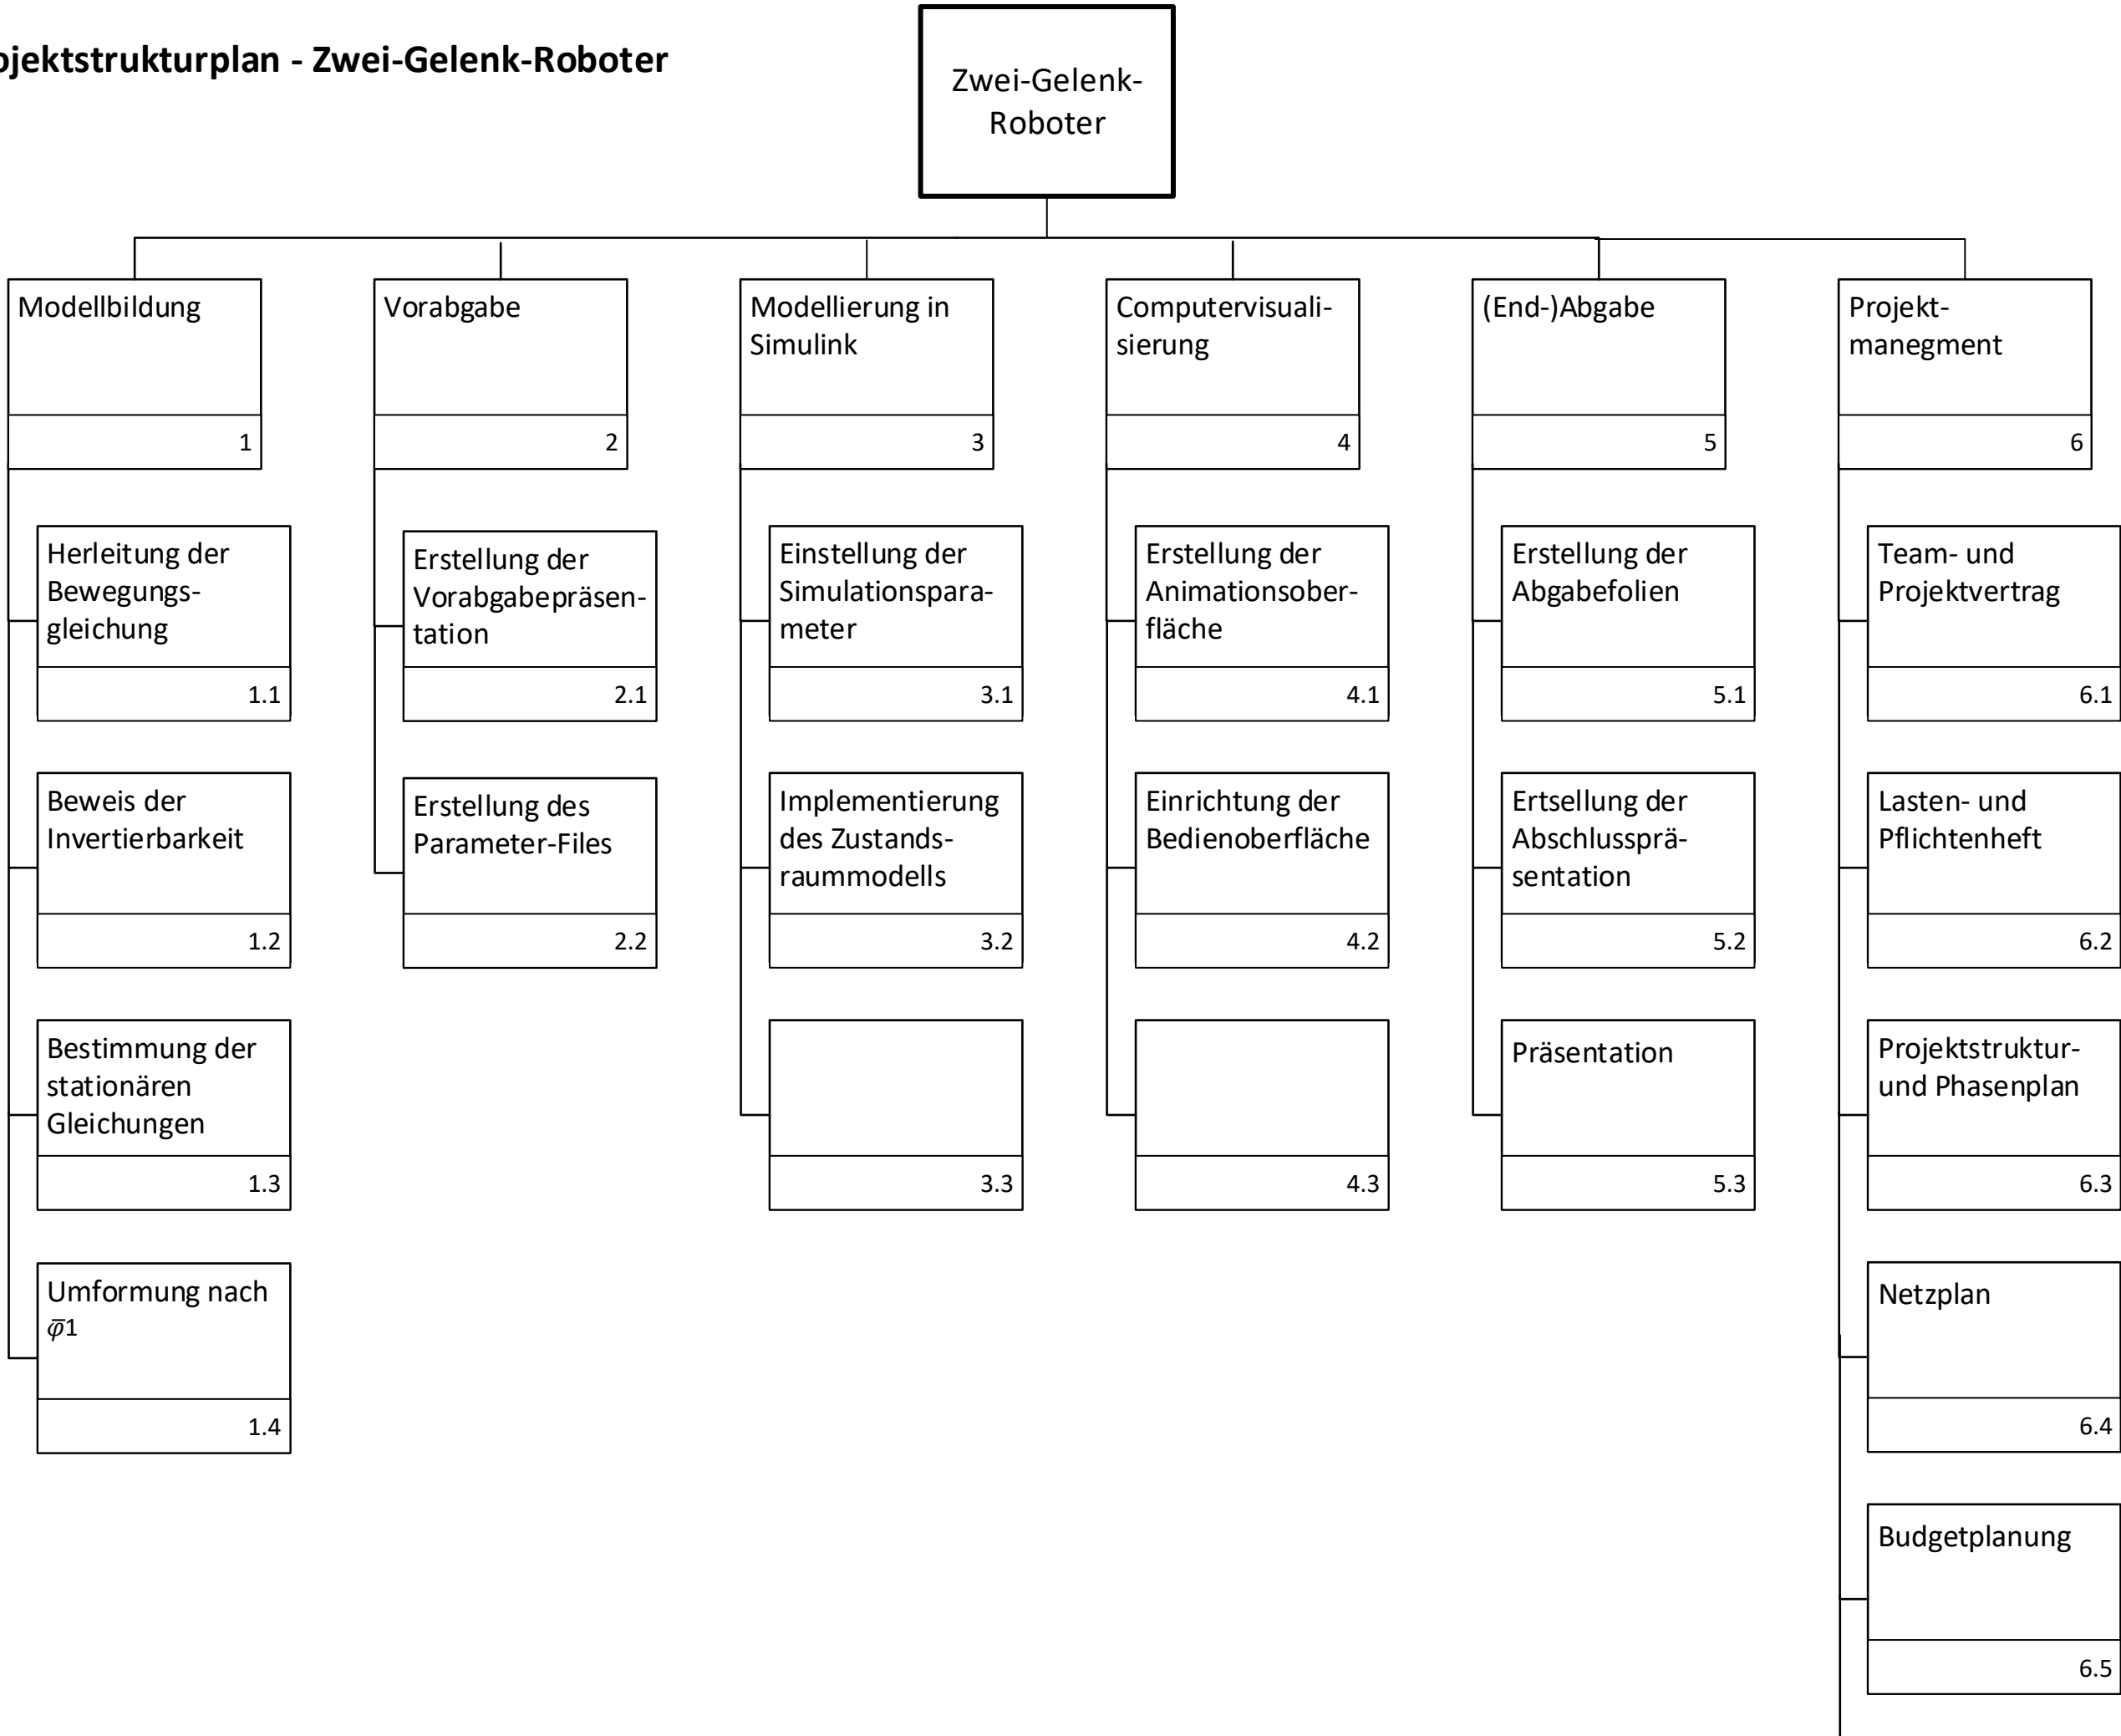 ojektstrukturplan - Zwei-Gelenk-Roboter
Zwei-Gelenk-
Roboter
Modellbildung
1
Vorabgabe
2
Modellierung in
Simulink
3
Computervisuali-
sierung
4
(End-)Abgabe
5
Projekt-
manegment
6
Herleitung der
Bewegungs-
gleichung
1.1
Beweis der
Invertierbarkeit
1.2
Bestimmung der
stationären
Gleichungen
1.3
Umformung nach
φ̅1
1.4
Erstellung der
Vorabgabepräsen-
tation
2.1
Erstellung des
Parameter-Files
2.2
Einstellung der
Simulationspara-
meter
3.1
Implementierung
des Zustands-
raummodells
3.2
3.3
Erstellung der
Animationsober-
fläche
4.1
Einrichtung der
Bedienoberfläche
4.2
4.3
Erstellung der
Abgabefolien
5.1
Ertsellung der
Abschlussprä-
sentation
5.2
Präsentation
5.3
Team- und
Projektvertrag
6.1
Lasten- und
Pflichtenheft
6.2
Projektstruktur-
und Phasenplan
6.3
Netzplan
6.4
Budgetplanung
6.5